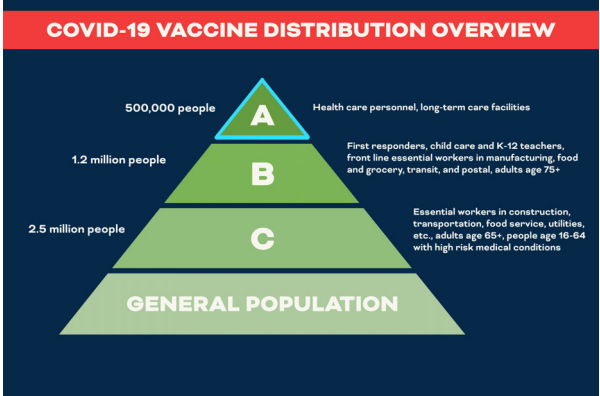 COVID-19 VACCINE DISTRIBUTION OVERVIEW
500,000 people
A
Health care personnel, long-term care facilities
1.2 million people
B
First responders, child care and K-12 teachers,
front line essential workers in manufacturing, food
and grocery, transit, and postal, adults age 75+
2.5 million people
C
Essential workers in construction,
transportation, food service, utilities,
etc., adults age 65+, people age 16-64
with high risk medical conditions
GENERAL POPULATION